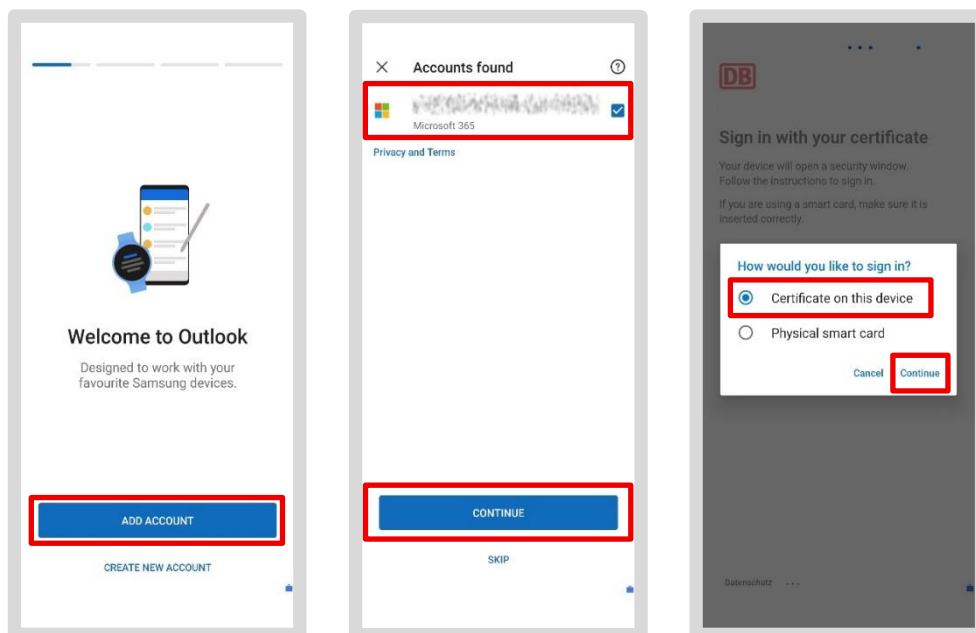 Welcome to Outlook
Designed to work with your
favourite Samsung devices.
ADD ACCOUNT
CREATE NEW ACCOUNT
Accounts found
Microsoft 365
Privacy and Terms
CONTINUE
SKIP
DB
Sign in with your certificate
Your device will open a security window.
Follow the instructions to sign in.
If you are using a smart card, make sure it is
inserted correctly.
How would you like to sign in?
Certificate on this device
Physical smart card
Cancel Continue
Datenschutz ...